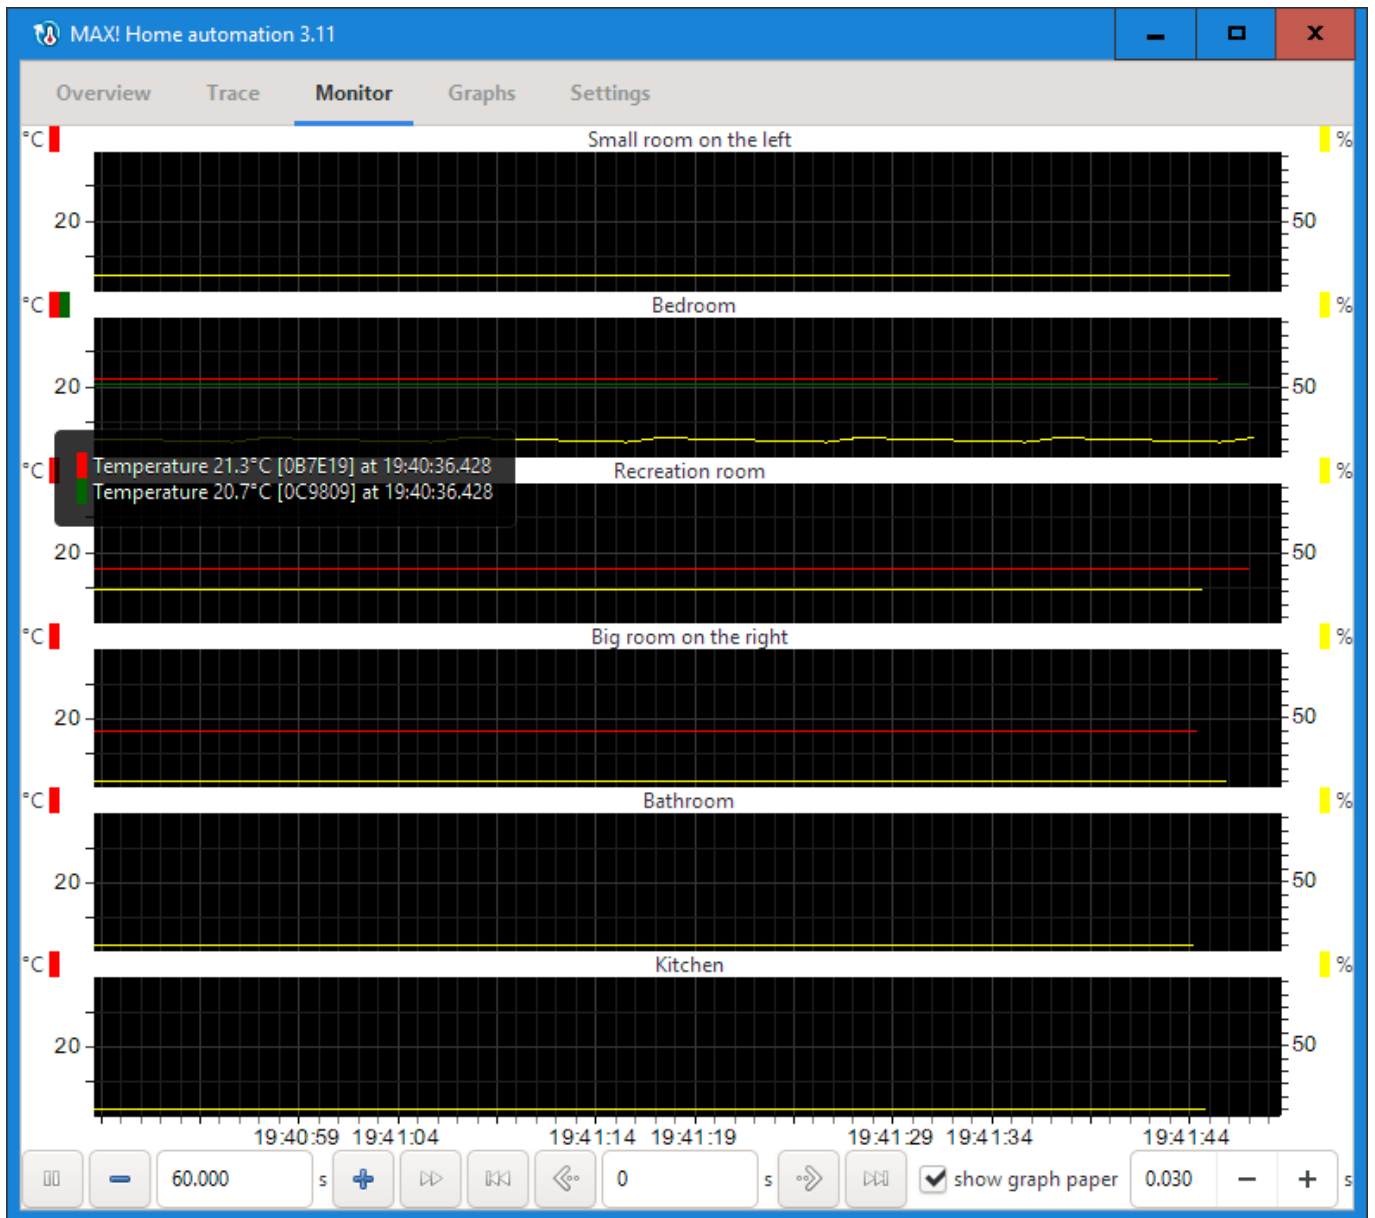 MAX! Home automation 3.11
Overview Trace Monitor Graphs Settings
°C Small room on the left %
20 50
°C Bedroom %
20 50
Temperature 21.3°C [0B7E19] at 19:40:36.428
Temperature 20.7°C [0C9809] at 19:40:36.428
°C Recreation room %
20 50
°C Big room on the right %
20 50
°C Bathroom %
20 50
°C Kitchen %
20 50
19:40:59 19:41:04 19:41:14 19:41:19 19:41:29 19:41:34 19:41:44
60.000 s 0 s show graph paper 0.030 s